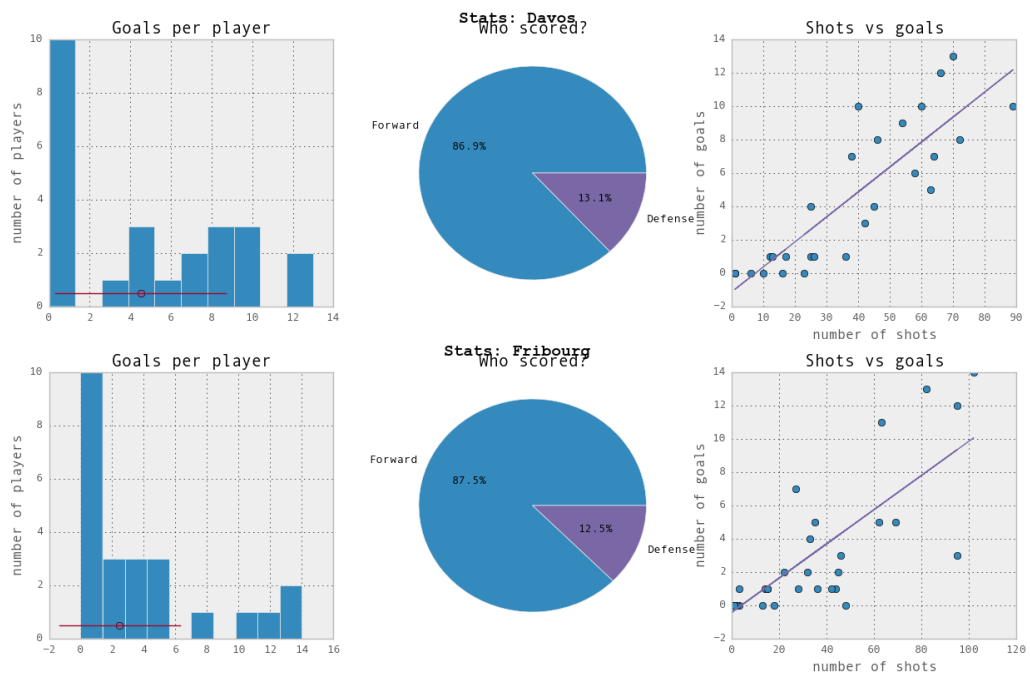 Stats: Davos
Goals per player
Who scored?
Shots vs goals
number of players
10
8
6
4
2
0
0 2 4 6 8 10 12 14
Forward
86.9%
13.1%
Defense
number of goals
14
12
10
8
6
4
2
0
−2
0 10 20 30 40 50 60 70 80 90
number of shots
Stats: Fribourg
Goals per player
Who scored?
Shots vs goals
number of players
10
8
6
4
2
0
−2 0 2 4 6 8 10 12 14 16
Forward
87.5%
12.5%
Defense
number of goals
14
12
10
8
6
4
2
0
−2
0 20 40 60 80 100 120
number of shots